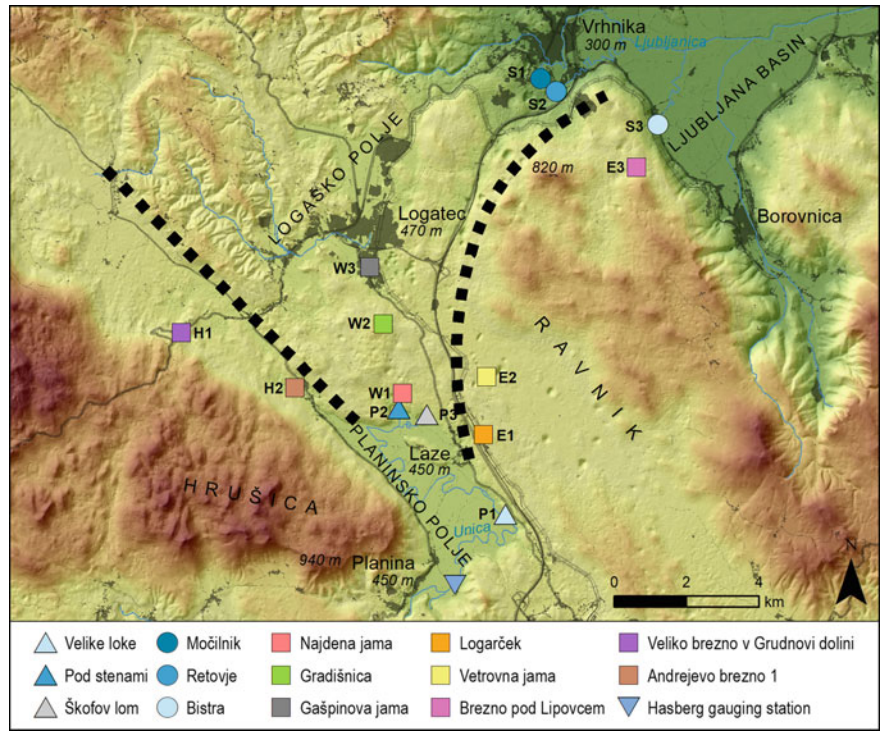 Vrhnika
300 m
Ljubljanica
S1
S2
S3
LJUBLJANA BASIN
820 m
E3
LOGAŠKO POLJE
Logatec
470 m
Borovnica
W3
H1
W2
RAVNIK
E2
H2
W1
P2
P3
E1
Laze
450 m
PLANINSKO POLJE
HRUŠICA
P1
Unica
940 m
Planina
450 m
N
0 2 4
km
Velike loke
Močilnik
Najdena jama
Logarček
Veliko brezno v Grudnovi dolini
Pod stenami
Retovje
Gradišnica
Vetrovna jama
Andrejevo brezno 1
Škofov lom
Bistra
Gašpinova jama
Brezno pod Lipovcem
Hasberg gauging station